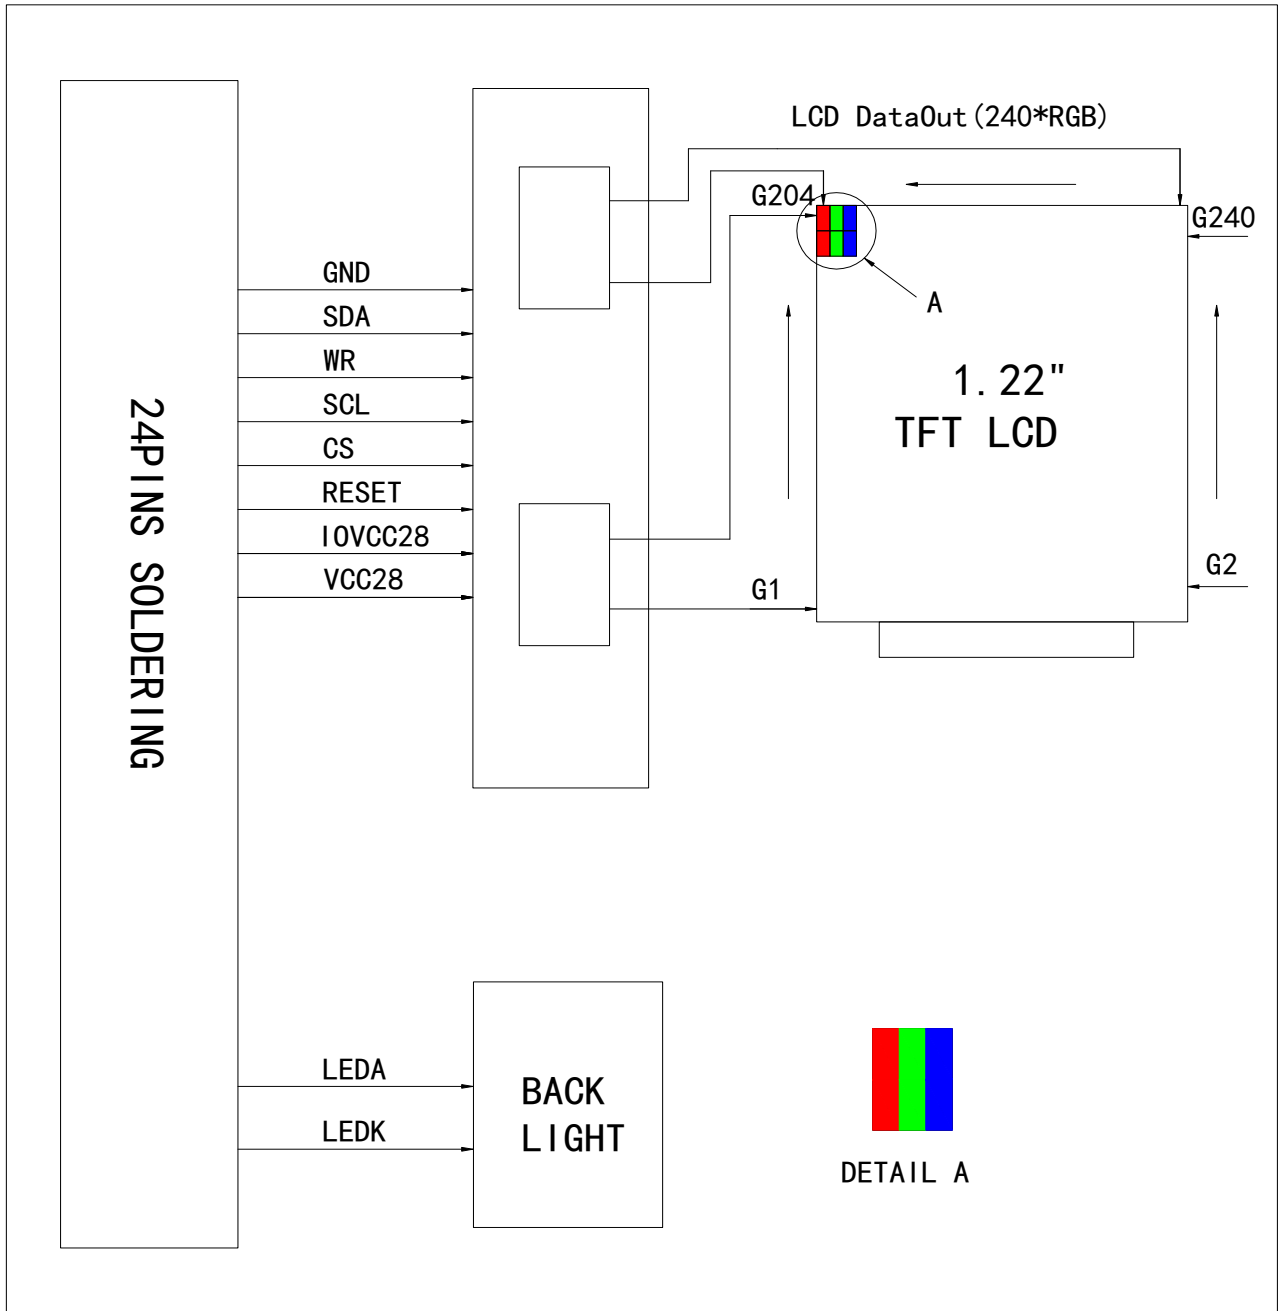 LCD DataOut(240*RGB)
G204
G240
GND
A
SDA
WR
1.22"
TFT LCD
SCL
CS
RESET
IOVCC28
VCC28
G1
G2
24PINS SOLDERING
LEDA
LEDK
BACK
LIGHT
DETAIL A